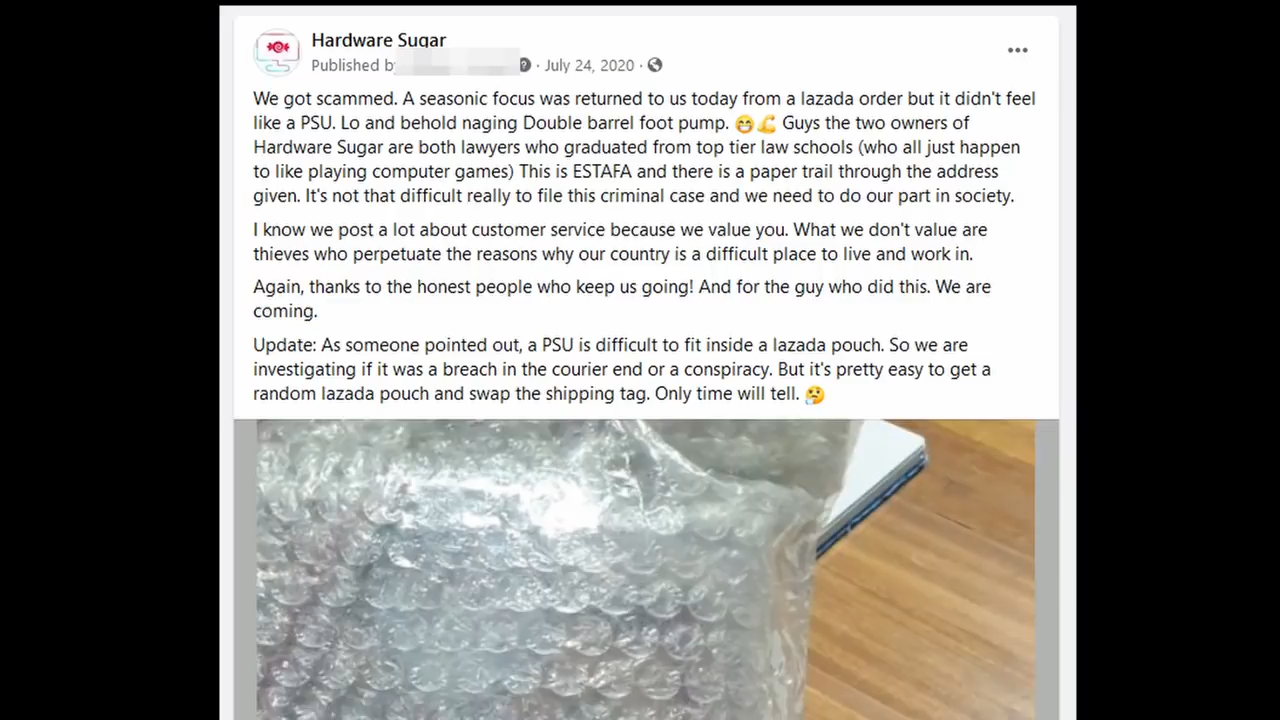 Hardware Sugar
Published b
· July 24, 2020 ·
We got scammed. A seasonic focus was returned to us today from a lazada order but it didn't feel
like a PSU. Lo and behold naging Double barrel foot pump. 😁💪 Guys the two owners of
Hardware Sugar are both lawyers who graduated from top tier law schools (who all just happen
to like playing computer games) This is ESTAFA and there is a paper trail through the address
given. It's not that difficult really to file this criminal case and we need to do our part in society.
I know we post a lot about customer service because we value you. What we don't value are
thieves who perpetuate the reasons why our country is a difficult place to live and work in.
Again, thanks to the honest people who keep us going! And for the guy who did this. We are
coming.
Update: As someone pointed out, a PSU is difficult to fit inside a lazada pouch. So we are
investigating if it was a breach in the courier end or a conspiracy. But it's pretty easy to get a
random lazada pouch and swap the shipping tag. Only time will tell. 🤔